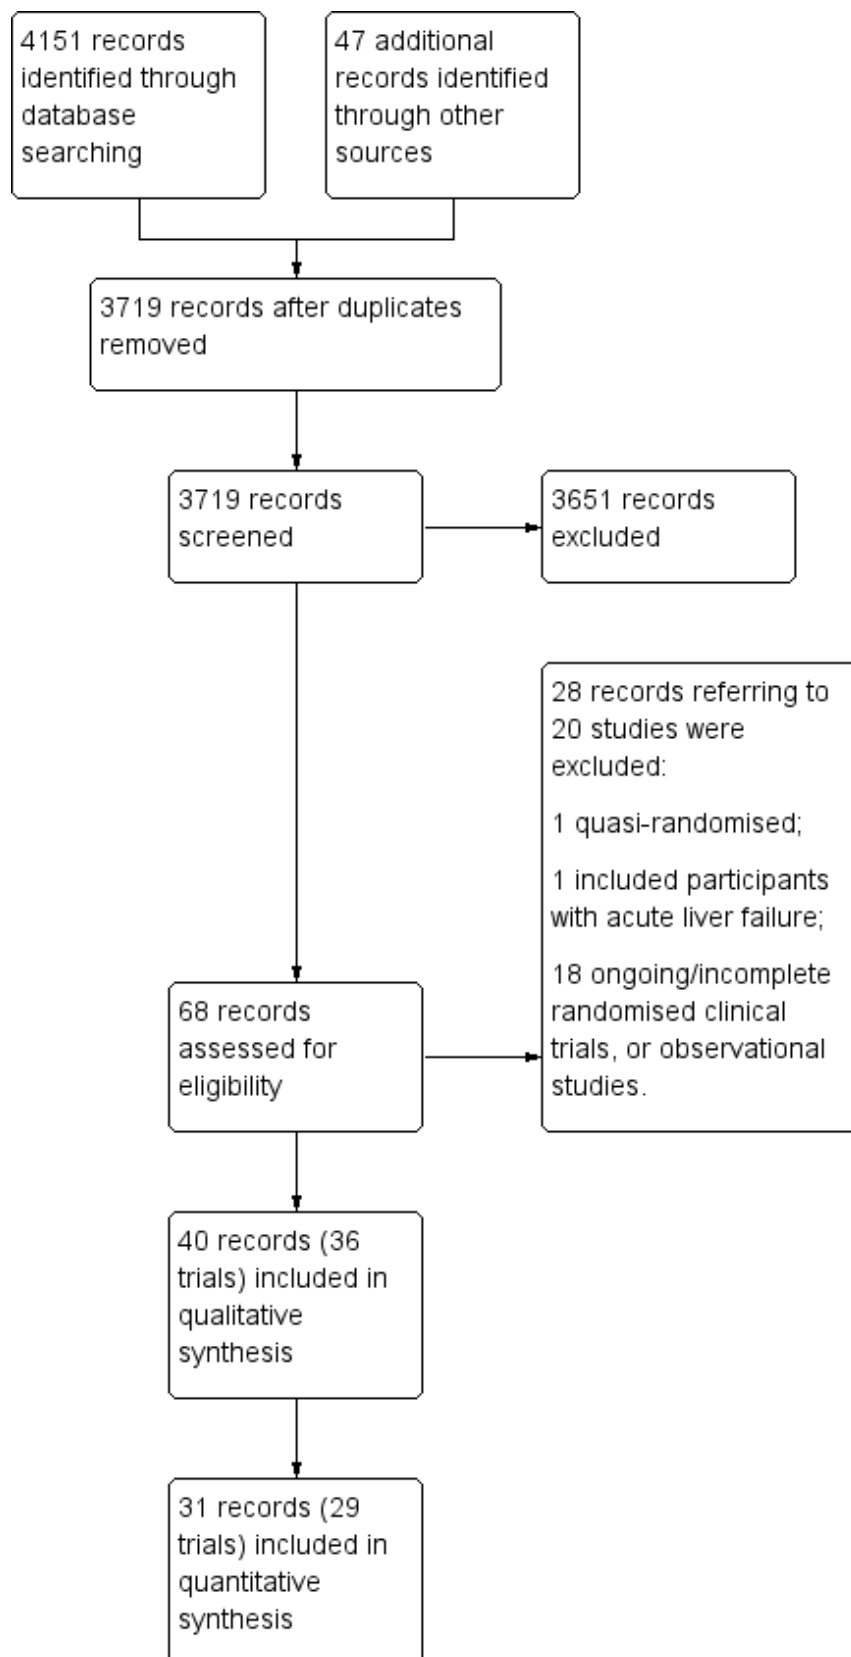 4151 records
identified through
database
searching
47 additional
records identified
through other
sources
3719 records after duplicates
removed
3719 records
screened
3651 records
excluded
28 records referring to
20 studies were
excluded:
1 quasi-randomised;
1 included participants
with acute liver failure;
18 ongoing/incomplete
randomised clinical
trials, or observational
studies.
68 records
assessed for
eligibility
40 records (36
trials) included in
qualitative
synthesis
31 records (29
trials) included in
quantitative
synthesis